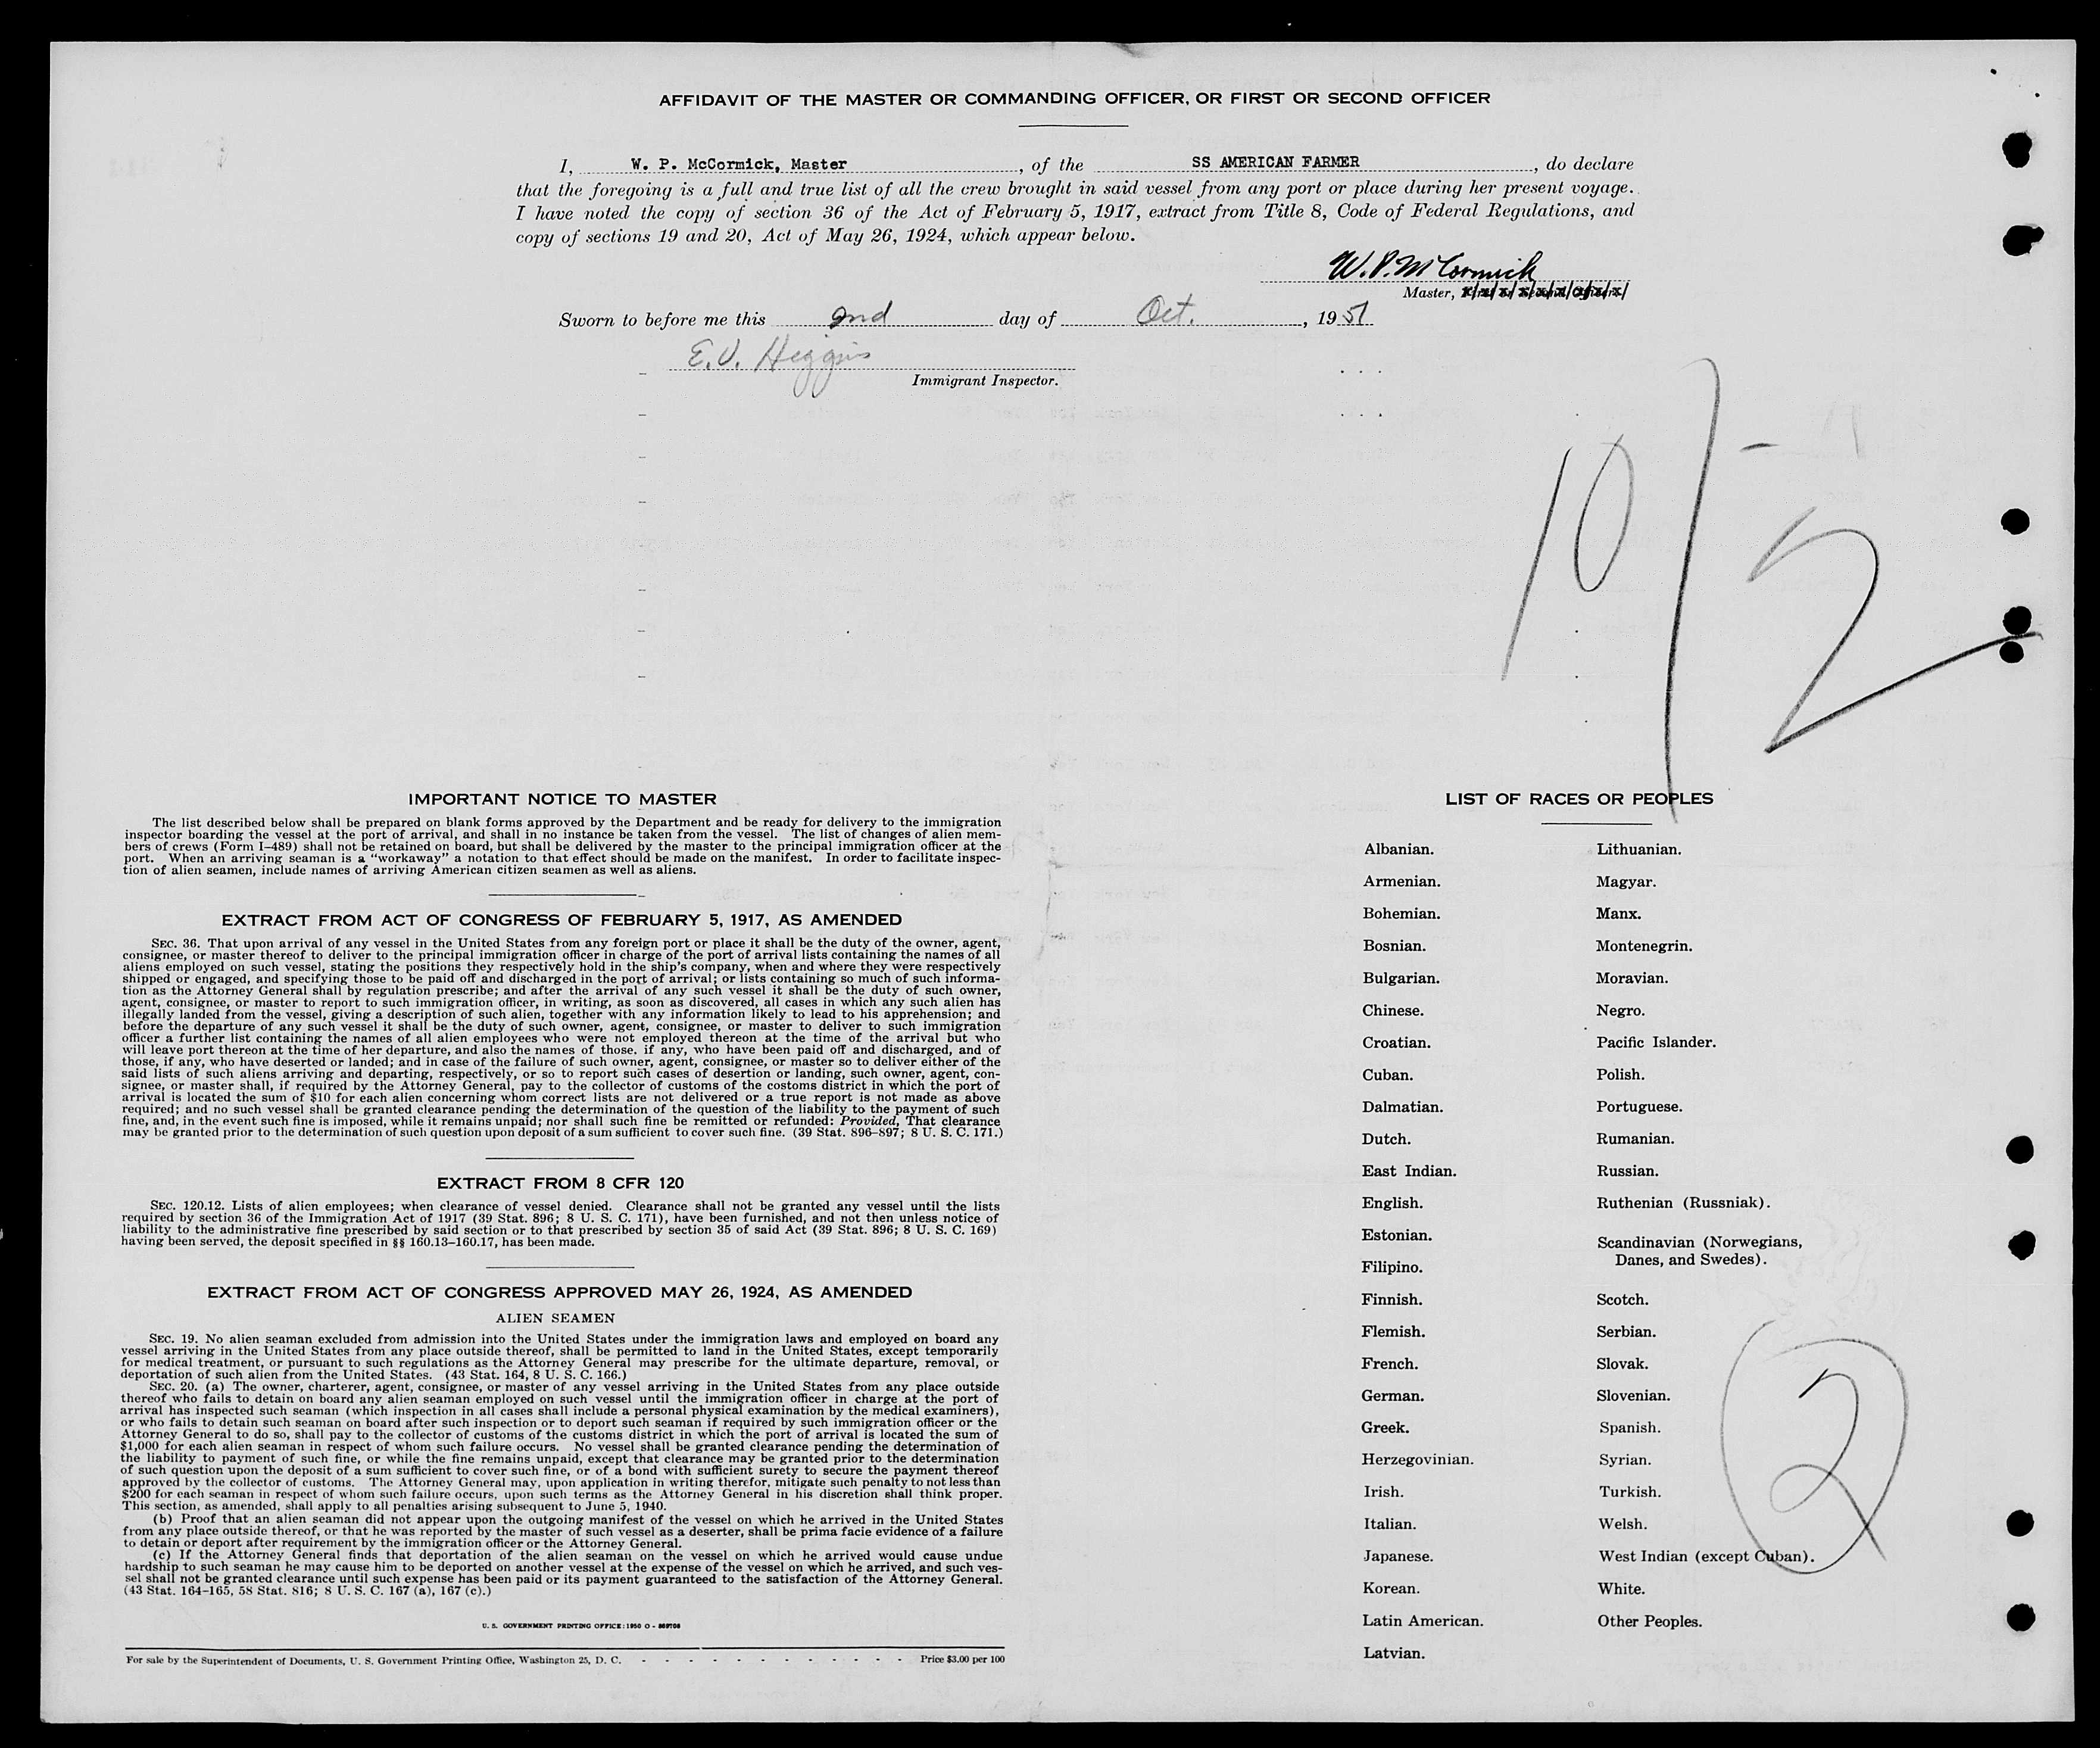 AFFIDAVIT OF THE MASTER OR COMMANDING OFFICER, OR FIRST OR SECOND OFFICER
I, W. P. McCormick, Master, of the SS AMERICAN FARMER, do declare
that the foregoing is a full and true list of all the crew brought in said vessel from any port or place during her present voyage.
I have noted the copy of section 36 of the Act of February 5, 1917, extract from Title 8, Code of Federal Regulations, and
copy of sections 19 and 20, Act of May 26, 1924, which appear below.
W. P. McCormick
Master,
Sworn to before me this 2nd day of Oct., 1951
E.V. Higgins
Immigrant Inspector.
10/-2
IMPORTANT NOTICE TO MASTER
The list described below shall be prepared on blank forms approved by the Department and be ready for delivery to the immigration
inspector boarding the vessel at the port of arrival, and shall in no instance be taken from the vessel. The list of changes of alien mem-
bers of crews (Form I-489) shall not be retained on board, but shall be delivered by the master to the principal immigration officer at the
port. When an arriving seaman is a "workaway" a notation to that effect should be made on the manifest. In order to facilitate inspec-
tion of alien seamen, include names of arriving American citizen seamen as well as aliens.
EXTRACT FROM ACT OF CONGRESS OF FEBRUARY 5, 1917, AS AMENDED
SEC. 36. That upon arrival of any vessel in the United States from any foreign port or place it shall be the duty of the owner, agent,
consignee, or master thereof to deliver to the principal immigration officer in charge of the port of arrival lists containing the names of all
aliens employed on such vessel, stating the positions they respectively hold in the ship's company, when and where they were respectively
shipped or engaged, and specifying those to be paid off and discharged in the port of arrival; or lists containing so much of such informa-
tion as the Attorney General shall by regulation prescribe; and after the arrival of any such vessel it shall be the duty of such owner,
agent, consignee, or master to report to such immigration officer, in writing, as soon as discovered, all cases in which any such alien has
illegally landed from the vessel, giving a description of such alien, together with any information likely to lead to his apprehension; and
before the departure of any such vessel it shall be the duty of such owner, agent, consignee, or master to deliver to such immigration
officer a further list containing the names of all alien employees who were not employed thereon at the time of the arrival but who
will leave port thereon at the time of her departure, and also the names of those, if any, who have been paid off and discharged, and of
those, if any, who have deserted or landed; and in case of the failure of such owner, agent, consignee, or master so to deliver either of the
said lists of such aliens arriving and departing, respectively, or so to report such cases of desertion or landing, such owner, agent, con-
signee, or master shall, if required by the Attorney General, pay to the collector of customs of the costoms district in which the port of
arrival is located the sum of $10 for each alien concerning whom correct lists are not delivered or a true report is not made as above
required; and no such vessel shall be granted clearance pending the determination of the question of the liability to the payment of such
fine, and, in the event such fine is imposed, while it remains unpaid; nor shall such fine be remitted or refunded: Provided, That clearance
may be granted prior to the determination of such question upon deposit of a sum sufficient to cover such fine. (39 Stat. 896-897; 8 U. S. C. 171.)
EXTRACT FROM 8 CFR 120
SEC. 120.12. Lists of alien employees; when clearance of vessel denied. Clearance shall not be granted any vessel until the lists
required by section 36 of the Immigration Act of 1917 (39 Stat. 896; 8 U. S. C. 171), have been furnished, and not then unless notice of
liability to the administrative fine prescribed by said section or to that prescribed by section 35 of said Act (39 Stat. 896; 8 U. S. C. 169)
having been served, the deposit specified in §§ 160.13-160.17, has been made.
EXTRACT FROM ACT OF CONGRESS APPROVED MAY 26, 1924, AS AMENDED
ALIEN SEAMEN
SEC. 19. No alien seaman excluded from admission into the United States under the immigration laws and employed on board any
vessel arriving in the United States from any place outside thereof, shall be permitted to land in the United States, except temporarily
for medical treatment, or pursuant to such regulations as the Attorney General may prescribe for the ultimate departure, removal, or
deportation of such alien from the United States. (43 Stat. 164, 8 U. S. C. 166.)
SEC. 20. (a) The owner, charterer, agent, consignee, or master of any vessel arriving in the United States from any place outside
thereof who fails to detain on board any alien seaman employed on such vessel until the immigration officer in charge at the port of
arrival has inspected such seaman (which inspection in all cases shall include a personal physical examination by the medical examiners),
or who fails to detain such seaman on board after such inspection or to deport such seaman if required by such immigration officer or the
Attorney General to do so, shall pay to the collector of customs of the customs district in which the port of arrival is located the sum of
$1,000 for each alien seaman in respect of whom such failure occurs. No vessel shall be granted clearance pending the determination of
the liability to payment of such fine, or while the fine remains unpaid, except that clearance may be granted prior to the determination
of such question upon the deposit of a sum sufficient to cover such fine, or of a bond with sufficient surety to secure the payment thereof
approved by the collector of customs. The Attorney General may, upon application in writing therefor, mitigate such penalty to not less than
$200 for each seaman in respect of whom such failure occurs, upon such terms as the Attorney General in his discretion shall think proper.
This section, as amended, shall apply to all penalties arising subsequent to June 5, 1940.
(b) Proof that an alien seaman did not appear upon the outgoing manifest of the vessel on which he arrived in the United States
from any place outside thereof, or that he was reported by the master of such vessel as a deserter, shall be prima facie evidence of a failure
to detain or deport after requirement by the immigration officer or the Attorney General.
(c) If the Attorney General finds that deportation of the alien seaman on the vessel on which he arrived would cause undue
hardship to such seaman he may cause him to be deported on another vessel at the expense of the vessel on which he arrived, and such ves-
sel shall not be granted clearance until such expense has been paid or its payment guaranteed to the satisfaction of the Attorney General.
(43 Stat. 164-165, 58 Stat. 816; 8 U. S. C. 167 (a), 167 (c).)
U. S. GOVERNMENT PRINTING OFFICE: 1950 O -
For sale by the Superintendent of Documents, U. S. Government Printing Office, Washington 25, D. C. - - - - - - - - - - - - Price $3.00 per 100
LIST OF RACES OR PEOPLES
Albanian.
Armenian.
Bohemian.
Bosnian.
Bulgarian.
Chinese.
Croatian.
Cuban.
Dalmatian.
Dutch.
East Indian.
English.
Estonian.
Filipino.
Finnish.
Flemish.
French.
German.
Greek.
Herzegovinian.
Irish.
Italian.
Japanese.
Korean.
Latin American.
Latvian.
Lithuanian.
Magyar.
Manx.
Montenegrin.
Moravian.
Negro.
Pacific Islander.
Polish.
Portuguese.
Rumanian.
Russian.
Ruthenian (Russniak).
Scandinavian (Norwegians,
Danes, and Swedes).
Scotch.
Serbian.
Slovak.
Slovenian.
Spanish.
Syrian.
Turkish.
Welsh.
West Indian (except Cuban).
White.
Other Peoples.
2